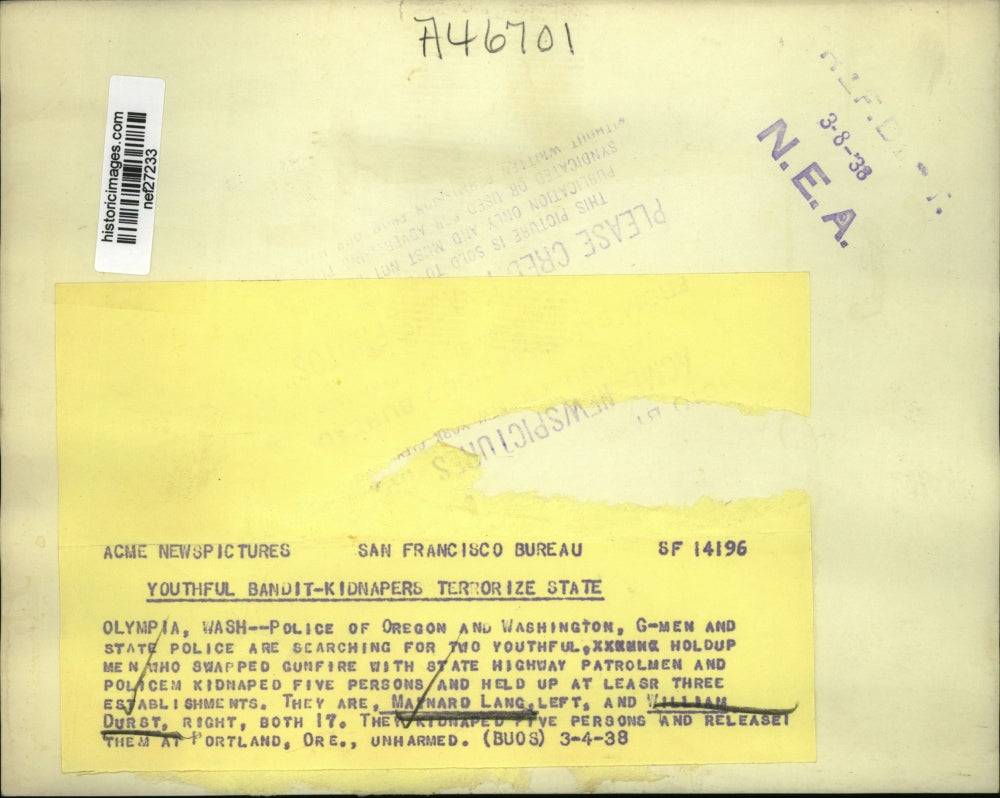 A46701
historicimages.com
nef27233
3-8-'38
N.E.A.
PLEASE CRED
THIS PICTURE IS SOLD TO
PUBLICATION ONLY AND MUST NOT
SYNDICATED OR USED FOR
WITHOUT WRITTEN
ACME NEWSPICTURES
ACME NEWSPICTURES SAN FRANCISCO BUREAU SF 14196
YOUTHFUL BANDIT-KIDNAPERS TERRORIZE STATE
OLYMPIA, WASH--POLICE OF OREGON AND WASHINGTON, G-MEN AND
STATE POLICE ARE SEARCHING FOR TWO YOUTHFUL, HOLDUP
MEN WHO SWAPPED GUNFIRE WITH STATE HIGHWAY PATROLMEN AND
POLICEM KIDNAPED FIVE PERSONS AND HELD UP AT LEASR THREE
ESTABLISHMENTS. THEY ARE, MAYNARD LANG,LEFT, AND WILLIAM
DURST, RIGHT, BOTH 17. THEY KIDNAPED FIVE PERSONS AND RELEASE
THEM AT PORTLAND, ORE., UNHARMED. (BUOS) 3-4-38